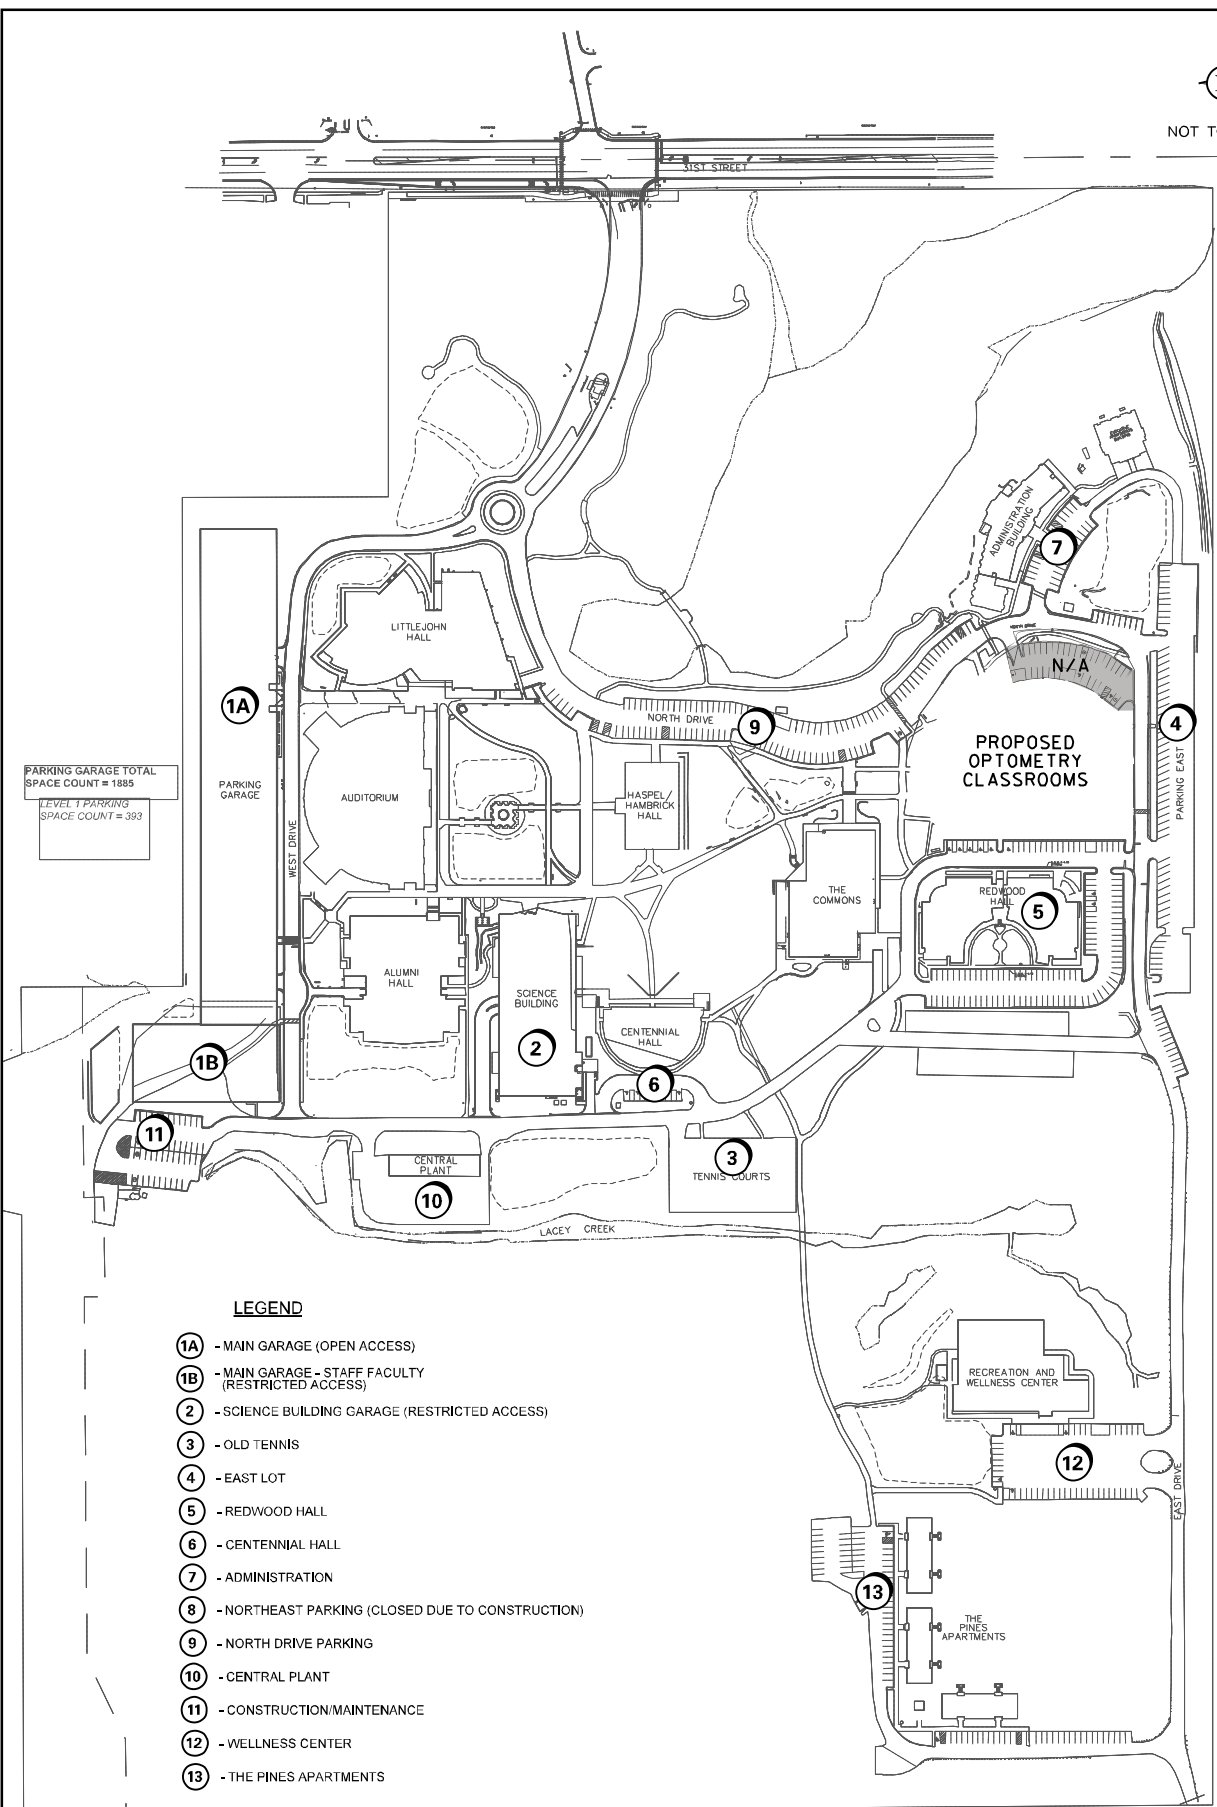 NOT T
31ST STREET
ADMINISTRATION
BUILDING
7
LITTLEJOHN
HALL
N/A
1A
NORTH DRIVE
9
4
PROPOSED
OPTOMETRY
CLASSROOMS
PARKING EAST
PARKING GARAGE TOTAL
SPACE COUNT = 1885
LEVEL 1 PARKING
SPACE COUNT = 393
PARKING
GARAGE
AUDITORIUM
HASPEL/
HAMBRICK
HALL
WEST DRIVE
THE
COMMONS
REDWOOD
HALL
5
ALUMNI
HALL
SCIENCE
BUILDING
2
CENTENNIAL
HALL
1B
6
11
CENTRAL
PLANT
10
3
TENNIS COURTS
LACEY CREEK
RECREATION AND
WELLNESS CENTER
12
EAST DRIVE
13
THE
PINES
APARTMENTS
LEGEND
1A - MAIN GARAGE (OPEN ACCESS)
1B - MAIN GARAGE - STAFF FACULTY
(RESTRICTED ACCESS)
2 - SCIENCE BUILDING GARAGE (RESTRICTED ACCESS)
3 - OLD TENNIS
4 - EAST LOT
5 - REDWOOD HALL
6 - CENTENNIAL HALL
7 - ADMINISTRATION
8 - NORTHEAST PARKING (CLOSED DUE TO CONSTRUCTION)
9 - NORTH DRIVE PARKING
10 - CENTRAL PLANT
11 - CONSTRUCTION/MAINTENANCE
12 - WELLNESS CENTER
13 - THE PINES APARTMENTS